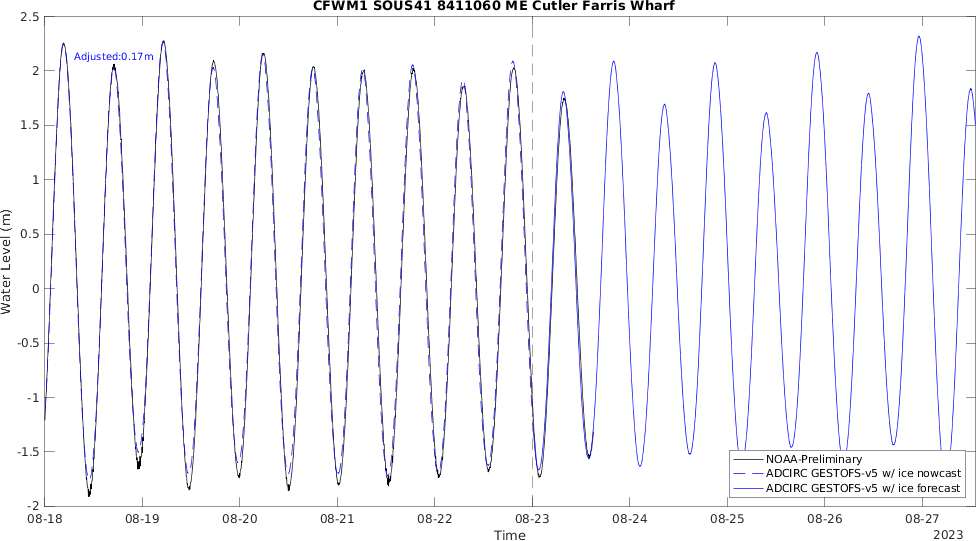 CFWM1 SOUS41 8411060 ME Cutler Farris Wharf
Adjusted:0.17m
Water Level (m)
2.5
2
1.5
1
0.5
0
-0.5
-1
-1.5
-2
NOAA-Preliminary
ADCIRC GESTOFS-v5 w/ ice nowcast
ADCIRC GESTOFS-v5 w/ ice forecast
08-18 08-19 08-20 08-21 08-22 08-23 08-24 08-25 08-26 08-27
Time
2023